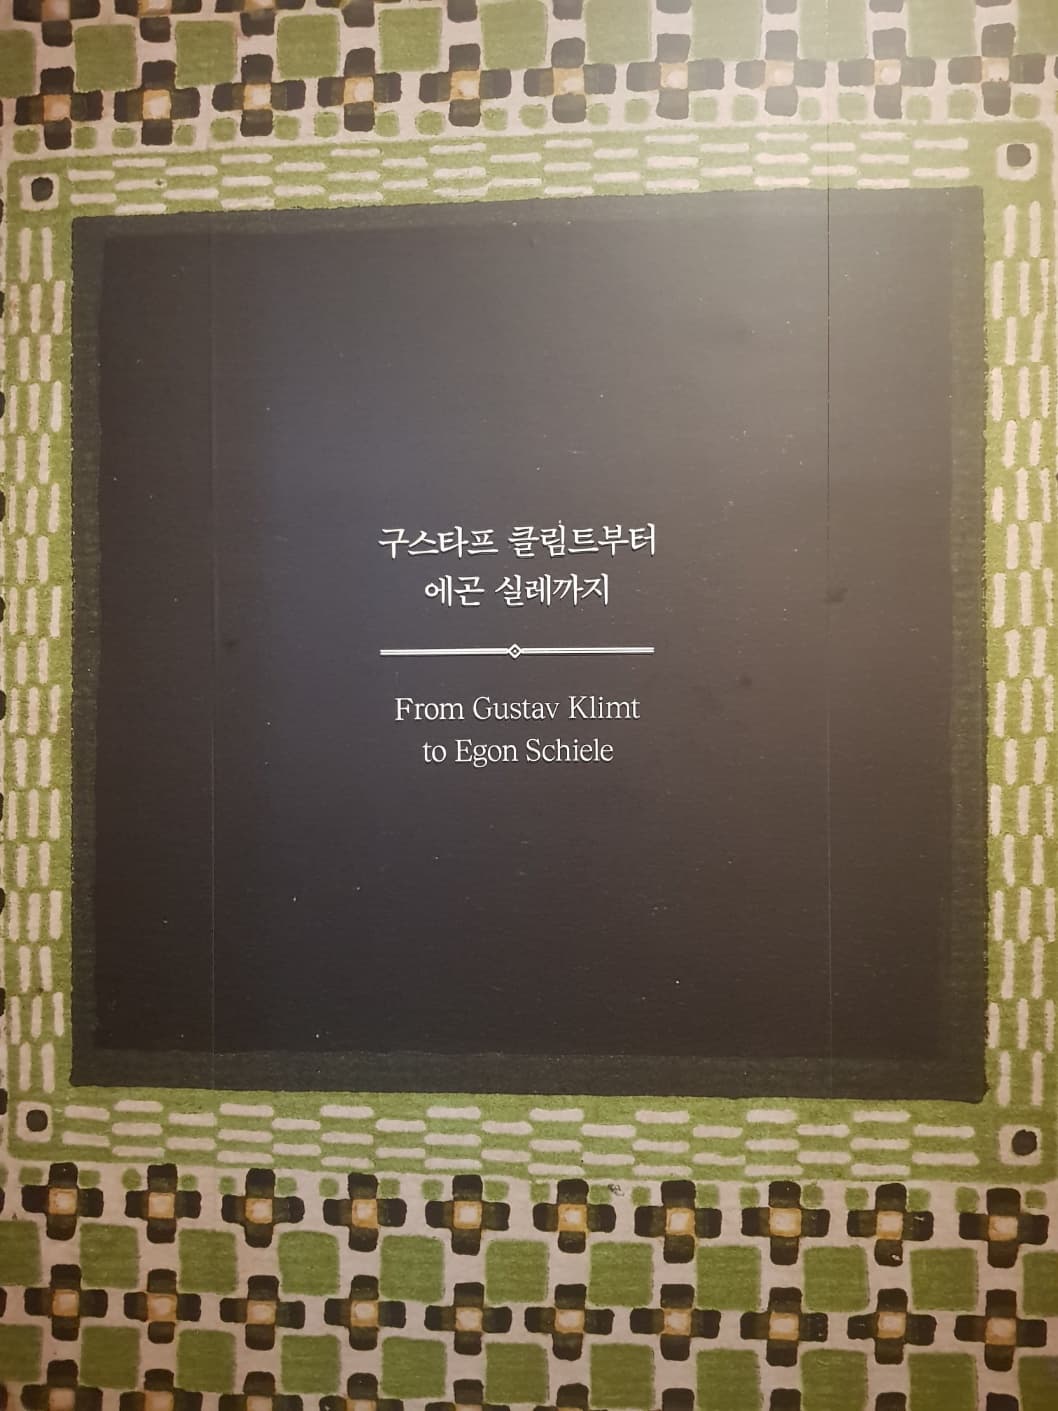 구스타프 클림트부터
에곤 실레까지
From Gustav Klimt
to Egon Schiele